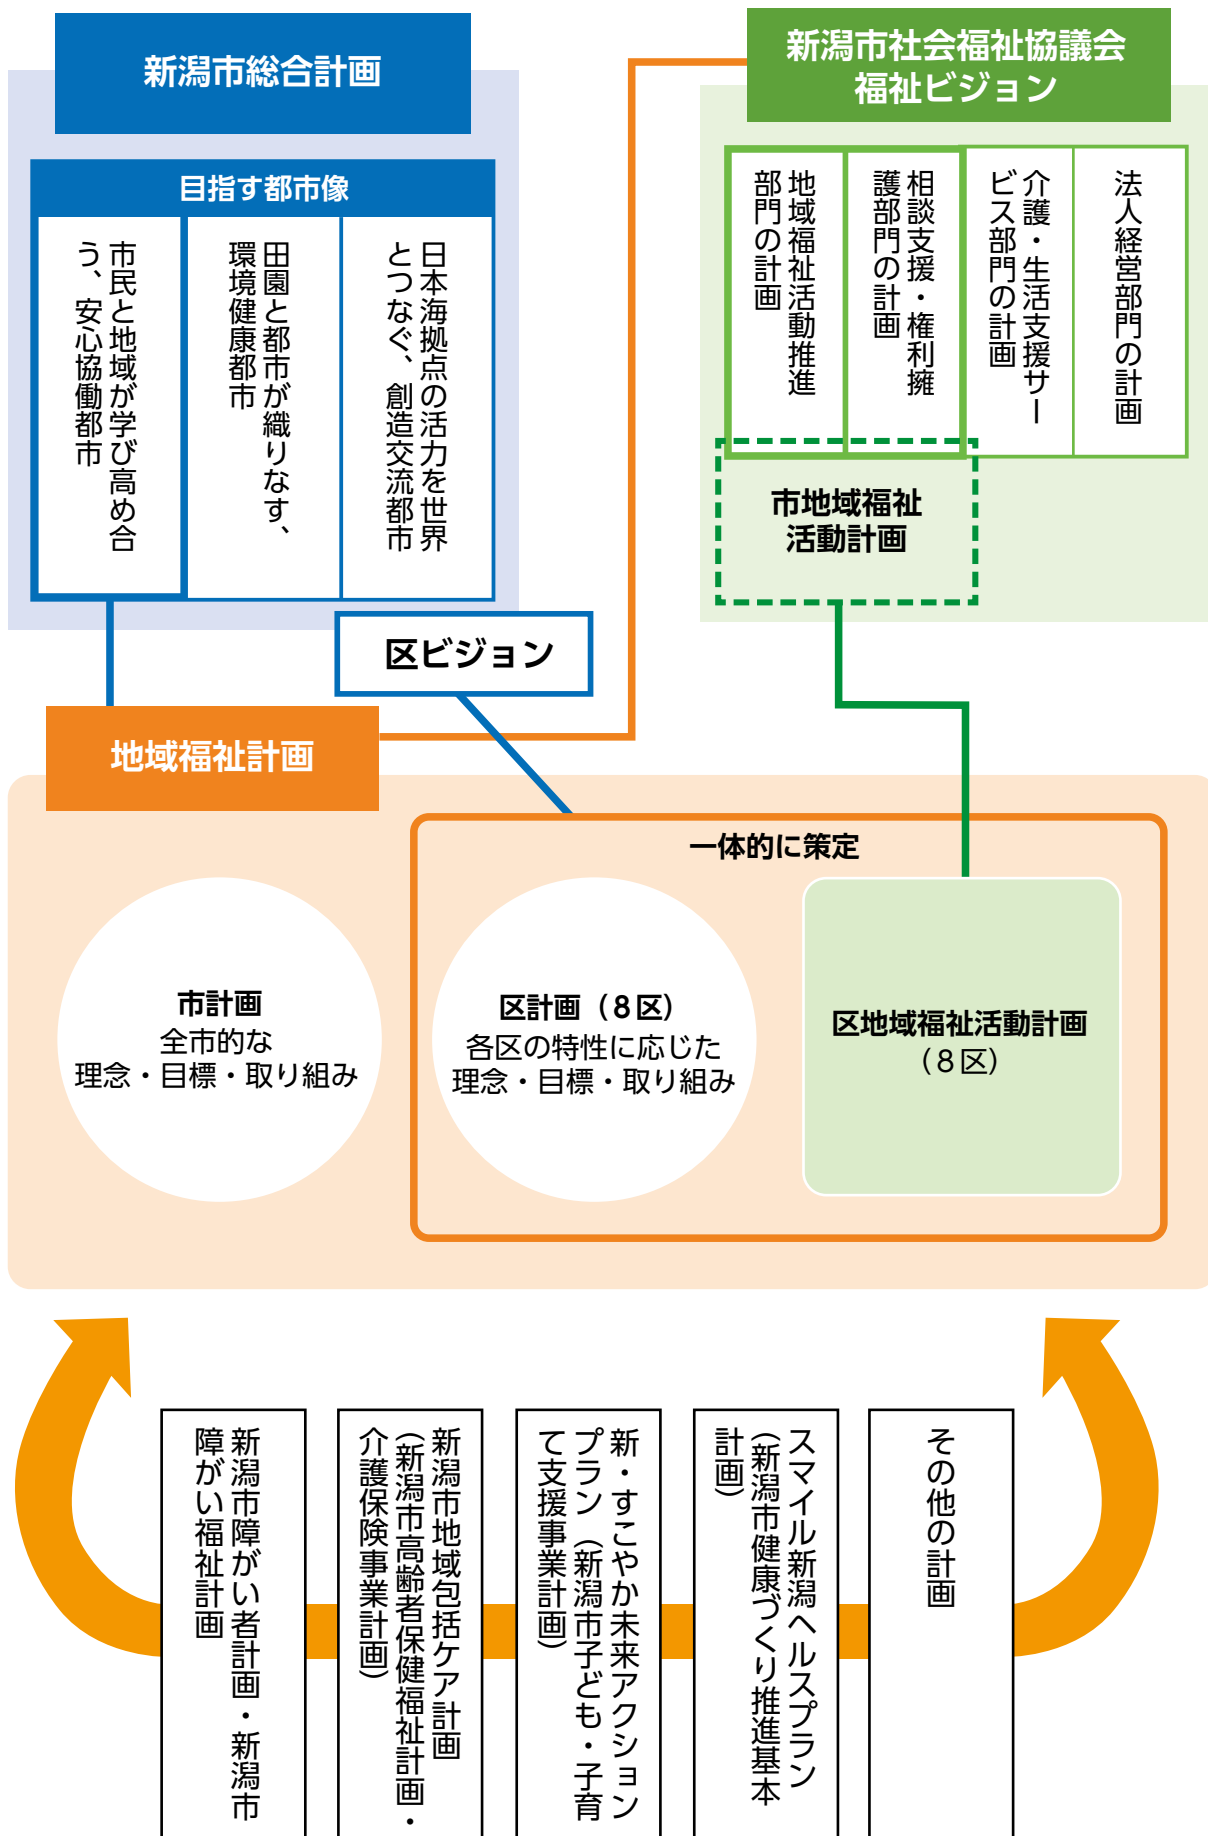 新潟市総合計画
目指す都市像
市民と地域が学び高め合
う、安心協働都市
田園と都市が織りなす、
環境健康都市
日本海拠点の活力を世界
とつなぐ、創造交流都市
新潟市社会福祉協議会
福祉ビジョン
地域福祉活動推進
部門の計画
相談支援・権利擁
護部門の計画
介護・生活支援サー
ビス部門の計画
法人経営部門の計画
市地域福祉
活動計画
区ビジョン
地域福祉計画
一体的に策定
市計画
全市的な
理念・目標・取り組み
区計画（８区）
各区の特性に応じた
理念・目標・取り組み
区地域福祉活動計画
（８区）
新潟市障がい者計画・新潟市
障がい福祉計画
新潟市地域包括ケア計画
（新潟市高齢者保健福祉計画・
介護保険事業計画）
新・すこやか未来アクション
プラン（新潟市子ども・子育
て支援事業計画）
スマイル新潟ヘルスプラン
（新潟市健康づくり推進基本
計画）
その他の計画